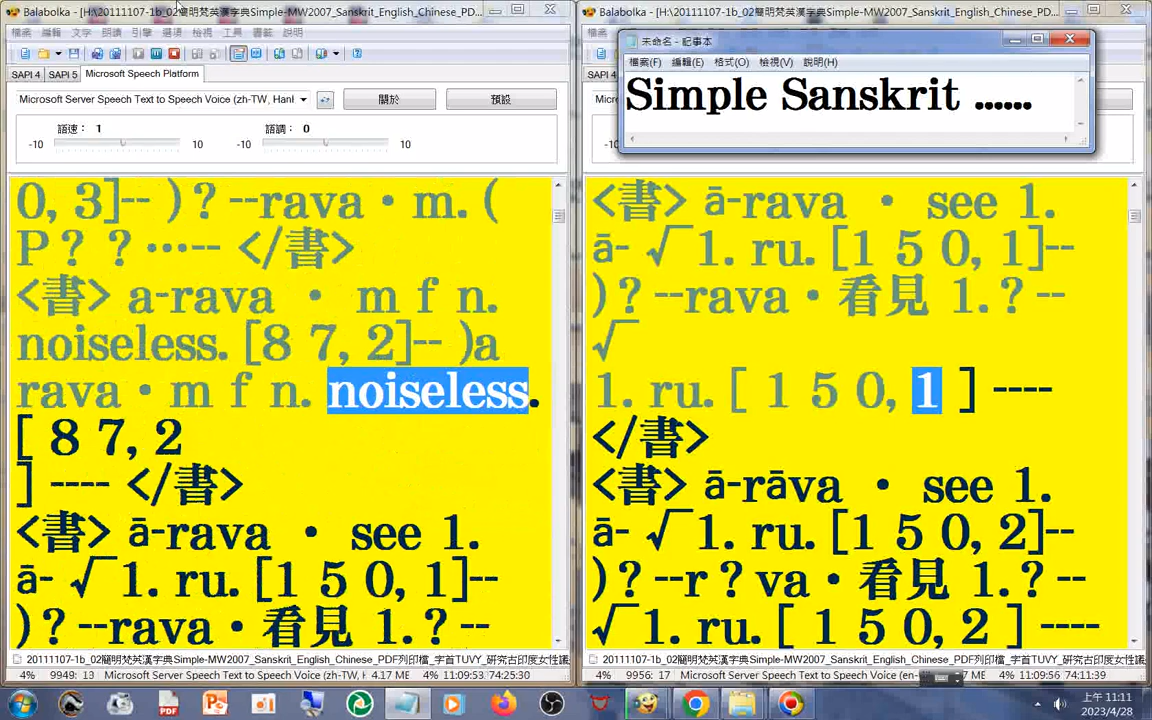 Balabolka - [H:\20111107-1b_02簡明梵英漢字典Simple-MW2007_Sanskrit_English_Chinese_PD...
檔案 編輯 文字 朗讀 引擎 選項 檢視 工具 書籤 說明
SAPI 4 SAPI 5 Microsoft Speech Platform
Microsoft Server Speech Text to Speech Voice (zh-TW, Hanl 關於 預設
語速： 1 語調： 0
-10 10 -10 10
0, 3]-- )？--rava・m. (
P？？…-- </書>
<書> a-rava ・ m f n.
noiseless. [8 7, 2]-- )a
rava・m f n. noiseless.
[ 8 7, 2
] ---- </書>
<書> ā-rava ・ see 1.
ā- √1. ru. [1 5 0, 1]--
)？--rava・看見 1.？--
20111107-1b_02簡明梵英漢字典Simple-MW2007_Sanskrit_English_Chinese_PDF列印檔_字首TUVY_研究古印度女性議
4% 9949: 13 Microsoft Server Speech Text to Speech Voice (zh-TW, F 4.17 ME 4% 11:09:53/74:25:30
Balabolka - [H:\20111107-1b_02簡明梵英漢字典Simple-MW2007_Sanskrit_English_Chinese_PDF...
檔案
SAPI 4
Micr
-10
未命名 - 記事本
檔案(F) 編輯(E) 格式(O) 檢視(V) 說明(H)
Simple Sanskrit ......
<書> ā-rava ・ see 1.
ā- √1. ru. [1 5 0, 1]--
)？--rava・看見 1.？--
√
1. ru. [ 1 5 0, 1 ] ----
</書>
<書> ā-rāva ・ see 1.
ā- √1. ru. [1 5 0, 2]--
)？--r？va・看見 1.？--
√1. ru. [ 1 5 0, 2 ] ----
20111107-1b_02簡明梵英漢字典Simple-MW2007_Sanskrit_English_Chinese_PDF列印檔_字首TUVY_研究古印度女性議
4% 9956: 17 Microsoft Server Speech Text to Speech Voice (en- 4% 11:09:56/74:11:39
上午 11:11
2023/4/28